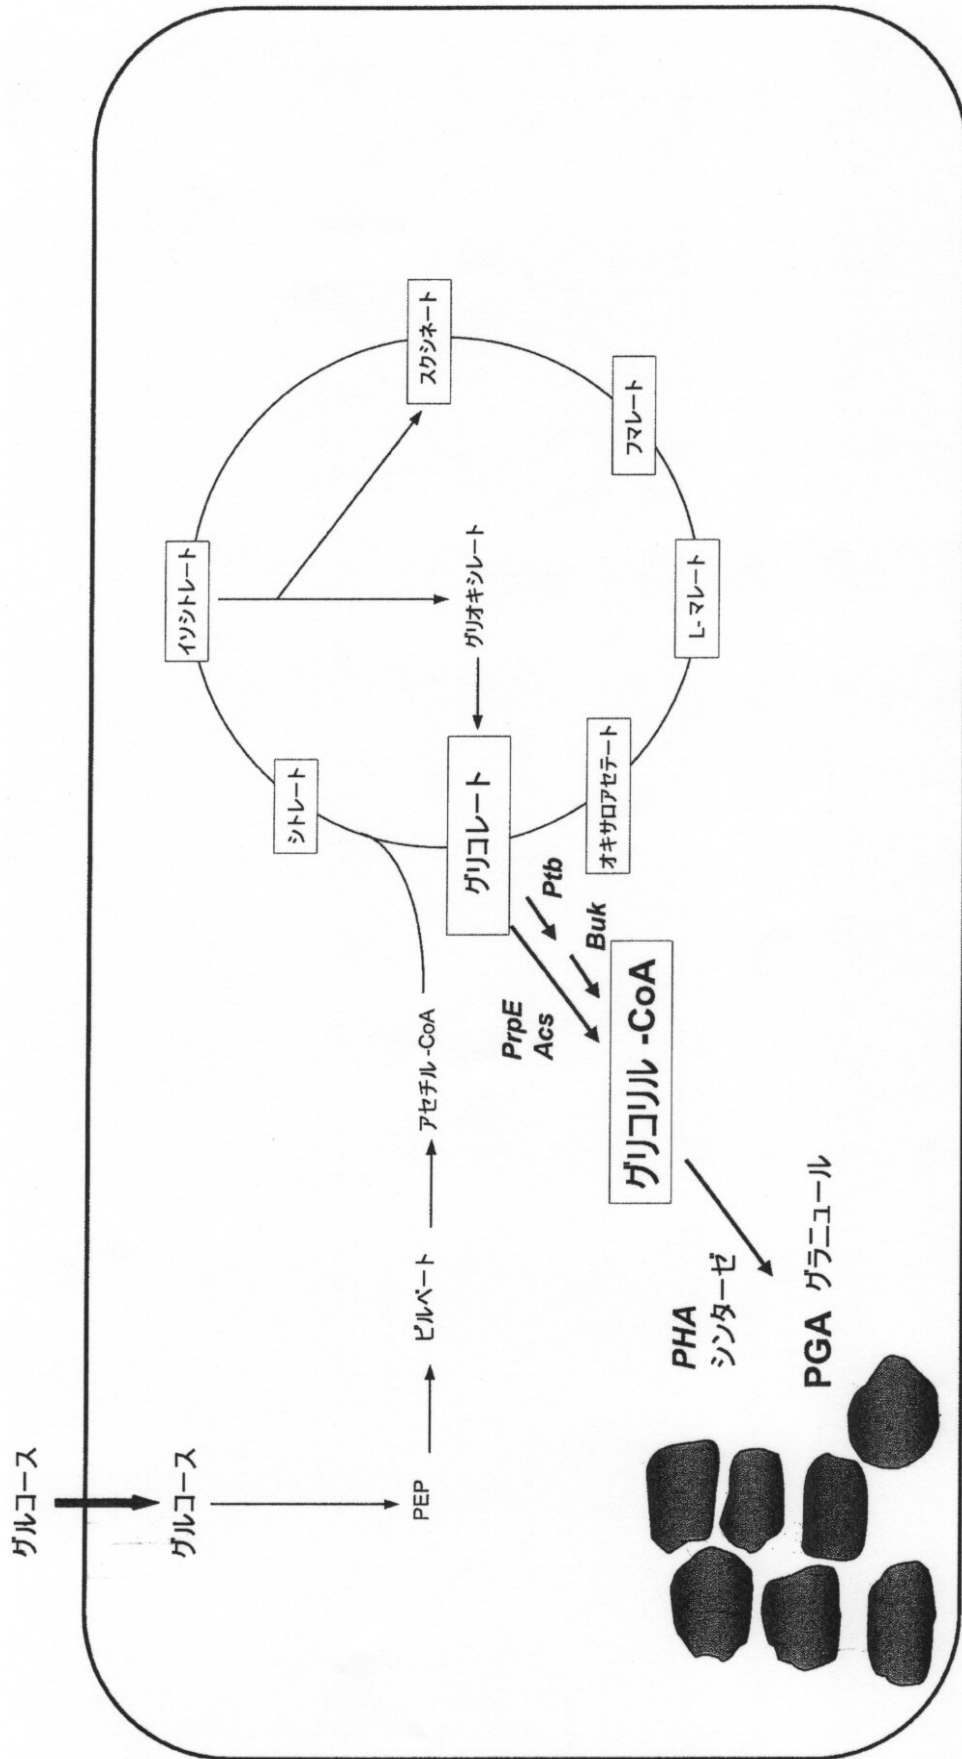 グルコース
グルコース
PEP
ピルベート
アセチル-CoA
シトレート
イソシトレート
スクシネート
フマレート
L-マレート
オキサロアセテート
グリオキシレート
グリコレート
PrpE
Acs
Ptb
Buk
グリコリル-CoA
PHA
シンターゼ
PGA グラニュール